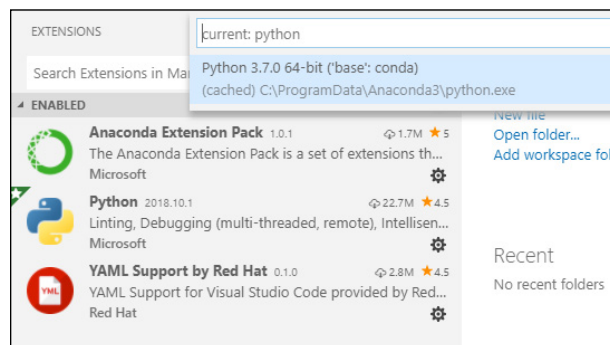 EXTENSIONS
current: python
Search Extensions in Ma
Python 3.7.0 64-bit ('base': conda)
(cached) C:\ProgramData\Anaconda3\python.exe
ENABLED
New file
Open folder...
Add workspace fol
Anaconda Extension Pack 1.0.1 1.7M 5
The Anaconda Extension Pack is a set of extensions th...
Microsoft
Python 2018.10.1 22.7M 4.5
Linting, Debugging (multi-threaded, remote), Intellisen...
Microsoft
YAML Support by Red Hat 0.1.0 2.8M 4.5
YML
YAML Support for Visual Studio Code provided by Red...
Red Hat
Recent
No recent folders